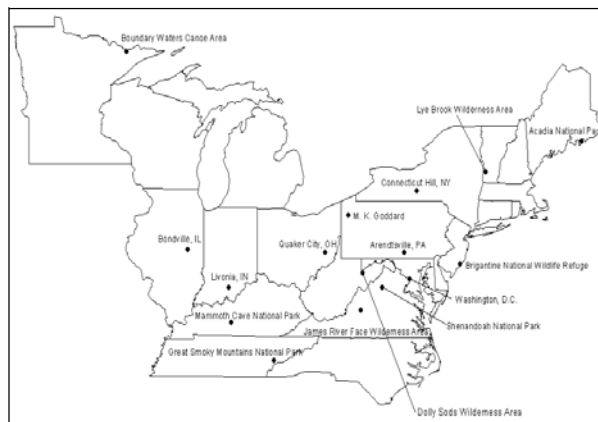 Boundary Waters Canoe Area
Lye Brook Wilderness Area
Acadia National Pa
Connecticut Hill, NY
M. K. Goddard
Bondville, IL
Quaker City, OH
Arendtsville, PA
Livonia, IN
Brigantine National Wildlife Refuge
Washington, D.C.
Mammoth Cave National Park
Shenandoah National Park
James River Face Wilderness Area
Great Smoky Mountains National Park
Dolly Sods Wilderness Area